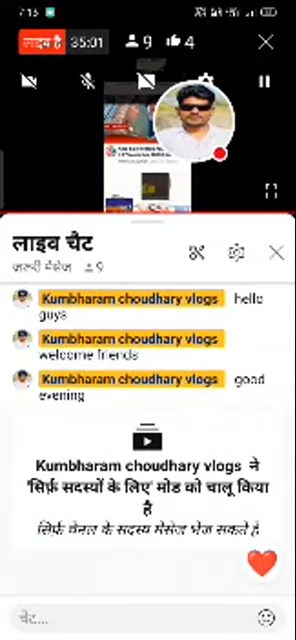 7:13
लाइव है 35:01 9 4
लाइव चैट
ज़रूरी मैसेज 9
Kumbharam choudhary vlogs hello
guys
Kumbharam choudhary vlogs
welcome friends
Kumbharam choudhary vlogs good
evening
Kumbharam choudhary vlogs ने
'सिर्फ़ सदस्यों के लिए' मोड को चालू किया
है
सिर्फ़ चैनल के सदस्य मैसेज भेज सकते हैं
चैट...